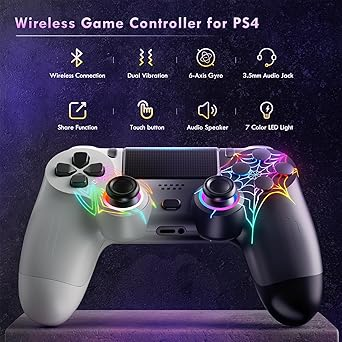 Wireless Game Controller for PS4
Wireless Connection
Dual Vibration
6-Axis Gyro
3.5mm Audio Jack
Share Function
Touch button
Audio Speaker
7 Color LED Light